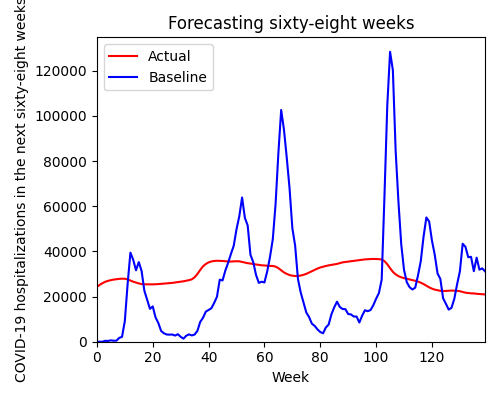 Forecasting sixty-eight weeks
COVID-19 hospitalizations in the next sixty-eight weeks
Actual
Baseline
120000
100000
80000
60000
40000
20000
0
0 20 40 60 80 100 120
Week